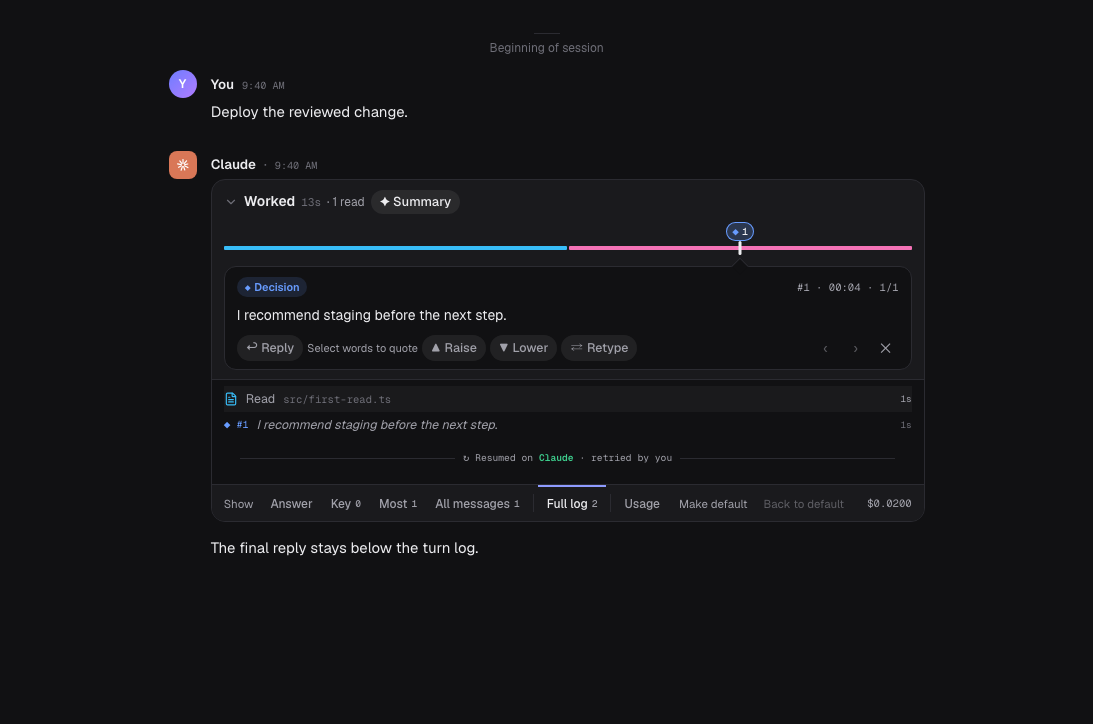 Beginning of session
Y You 9:40 AM
Deploy the reviewed change.
Claude · 9:40 AM
Worked 13s · 1 read Summary
1
Decision #1 · 00:04 · 1/1
I recommend staging before the next step.
Reply Select words to quote Raise Lower Retype
Read src/first-read.ts 1s
#1 I recommend staging before the next step. 1s
Resumed on Claude · retried by you
Show Answer Key 0 Most 1 All messages 1 Full log 2 Usage Make default Back to default $0.0200
The final reply stays below the turn log.